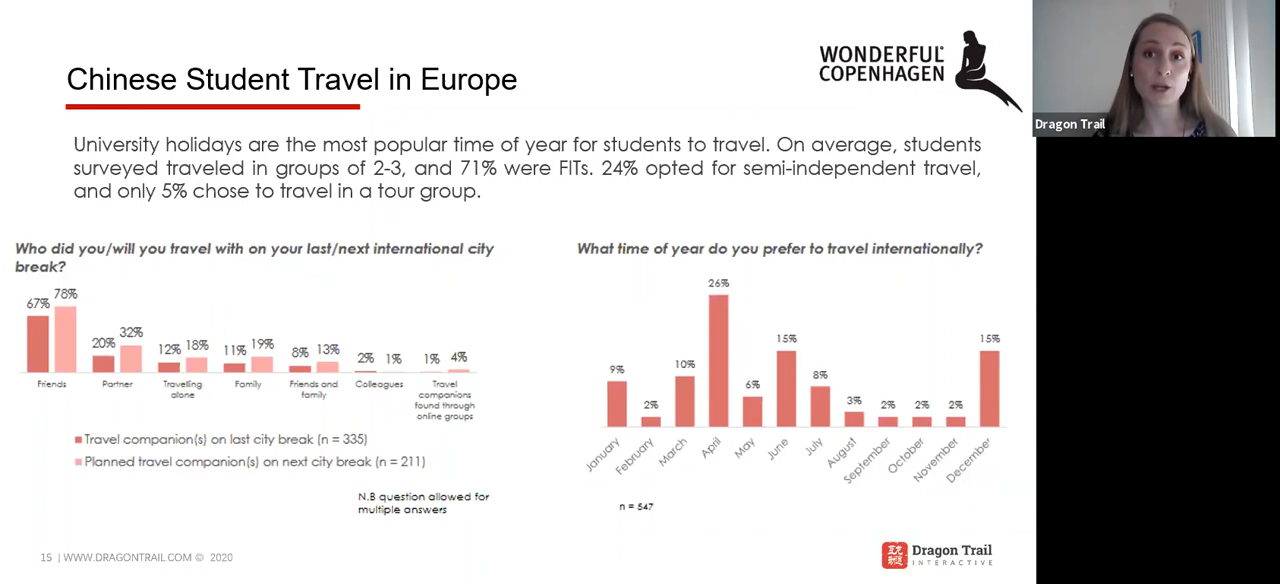 Chinese Student Travel in Europe
WONDERFUL
COPENHAGEN
Dragon Trail
University holidays are the most popular time of year for students to travel. On average, students
surveyed traveled in groups of 2-3, and 71% were FITs. 24% opted for semi-independent travel,
and only 5% chose to travel in a tour group.
Who did you/will you travel with on your last/next international city
break?
67% 78%
20% 32%
12% 18%
11% 19%
8% 13%
2% 1%
1% 4%
Friends
Partner
Travelling
alone
Family
Friends and
family
Colleagues
Travel
companions
found through
online groups
Travel companion(s) on last city break (n = 335)
Planned travel companion(s) on next city break (n = 211)
N.B question allowed for
multiple answers
What time of year do you prefer to travel internationally?
9%
2%
10%
26%
6%
15%
8%
3%
2%
2%
2%
15%
January
February
March
April
May
June
July
August
September
October
November
December
n = 547
15 | WWW.DRAGONTRAIL.COM © 2020
Dragon Trail
INTERACTIVE